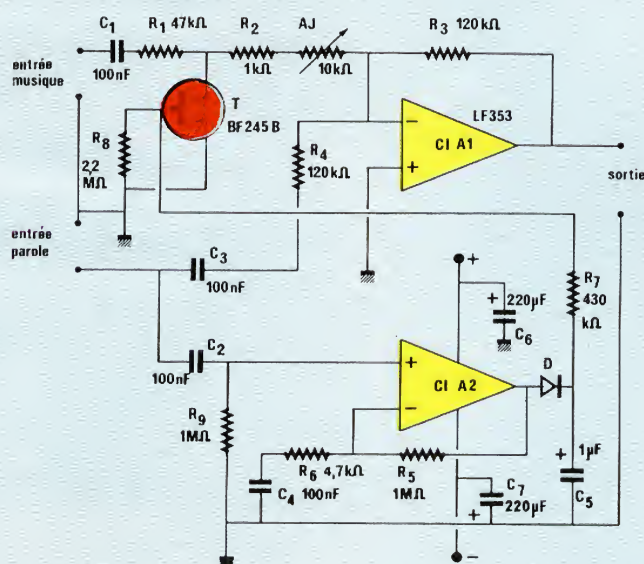 C1
R1 47kΩ
R2
AJ
R3 120kΩ
entrée
musique
100nF
1kΩ
10kΩ
T
BF 245 B
LF353
CI A1
R8
2,2
MΩ
R4
120kΩ
sortie
entrée
parole
C3
100nF
+
R7
430
kΩ
+
220µF
C6
C2
100nF
+
CI A2
−
D
R9
1MΩ
R6 4,7kΩ
R5
1MΩ
C4
100nF
C7
220µF
+
+
1µF
C5
−
−
+